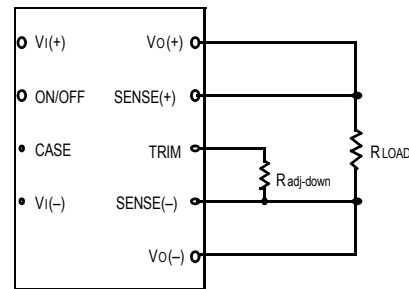 VI(+)
VO(+)
ON/OFF
SENSE(+)
CASE
TRIM
RLOAD
Radj-down
VI(–)
SENSE(–)
VO(–)